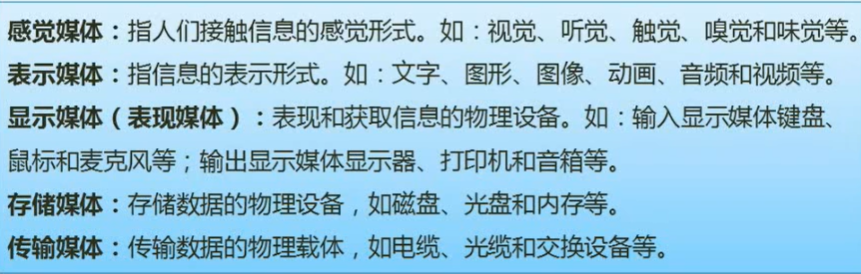 感觉媒体：指人们接触信息的感觉形式。如：视觉、听觉、触觉、嗅觉和味觉等。
表示媒体：指信息的表示形式。如：文字、图形、图像、动画、音频和视频等。
显示媒体（表现媒体）：表现和获取信息的物理设备。如：输入显示媒体键盘、
鼠标和麦克风等；输出显示媒体显示器、打印机和音箱等。
存储媒体：存储数据的物理设备，如磁盘、光盘和内存等。
传输媒体：传输数据的物理载体，如电缆、光缆和交换设备等。